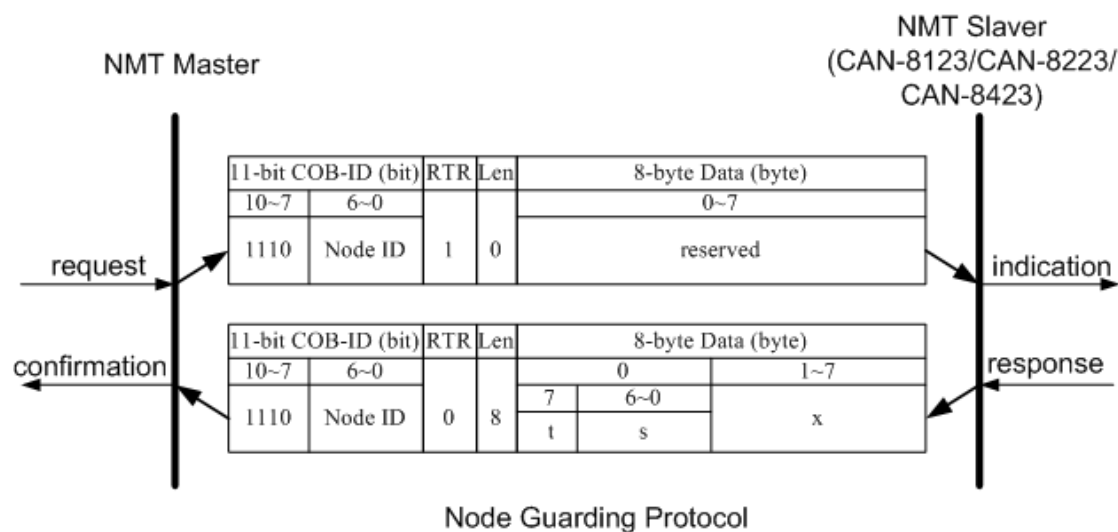 NMT Master
NMT Slaver
(CAN-8123/CAN-8223/
CAN-8423)
11-bit COB-ID (bit) RTR Len 8-byte Data (byte)
10~7 6~0 0~7
1110 Node ID 1 0 reserved
request
indication
11-bit COB-ID (bit) RTR Len 8-byte Data (byte)
confirmation
response
10~7 6~0 0 1~7
7 6~0
1110 Node ID 0 8 x
t s
Node Guarding Protocol